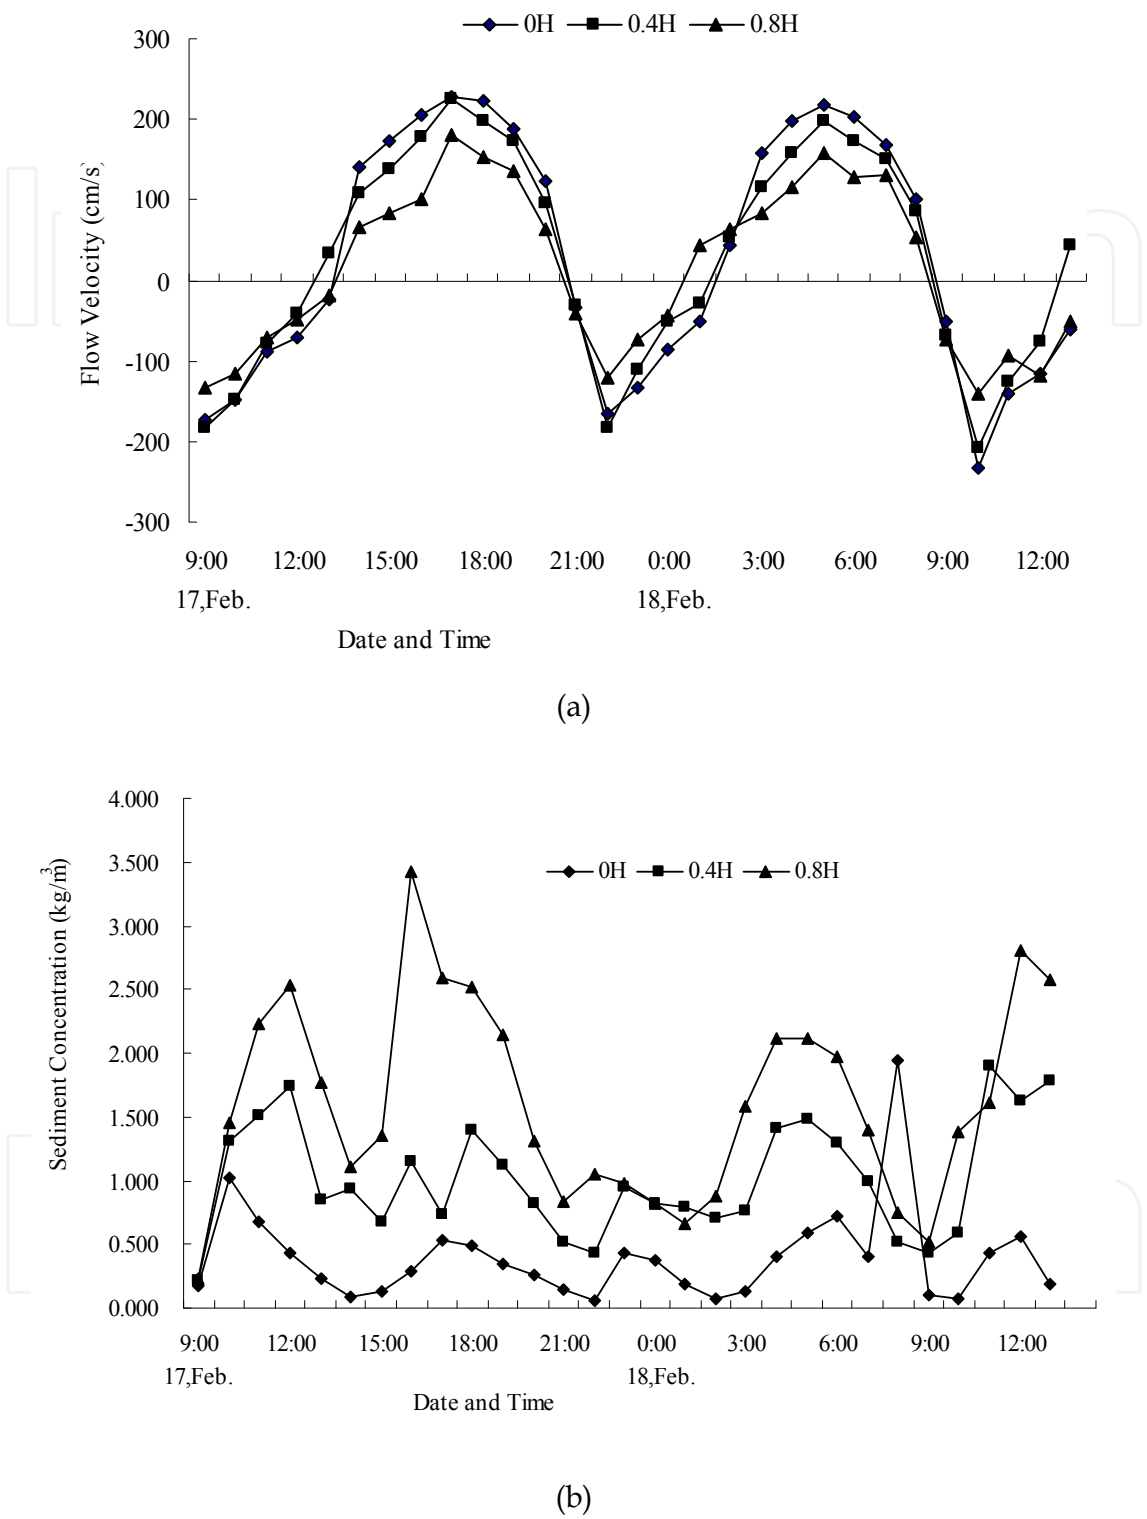 0H 0.4H 0.8H
300
200
100
0
-100
-200
-300
Flow Velocity (cm/s)
9:00 12:00 15:00 18:00 21:00 0:00 3:00 6:00 9:00 12:00
17,Feb. 18,Feb.
Date and Time
(a)
4.000
3.500
3.000
2.500
2.000
1.500
1.000
0.500
0.000
Sediment Concentration (kg/m3)
0H 0.4H 0.8H
9:00 12:00 15:00 18:00 21:00 0:00 3:00 6:00 9:00 12:00
17,Feb. 18,Feb.
Date and Time
(b)